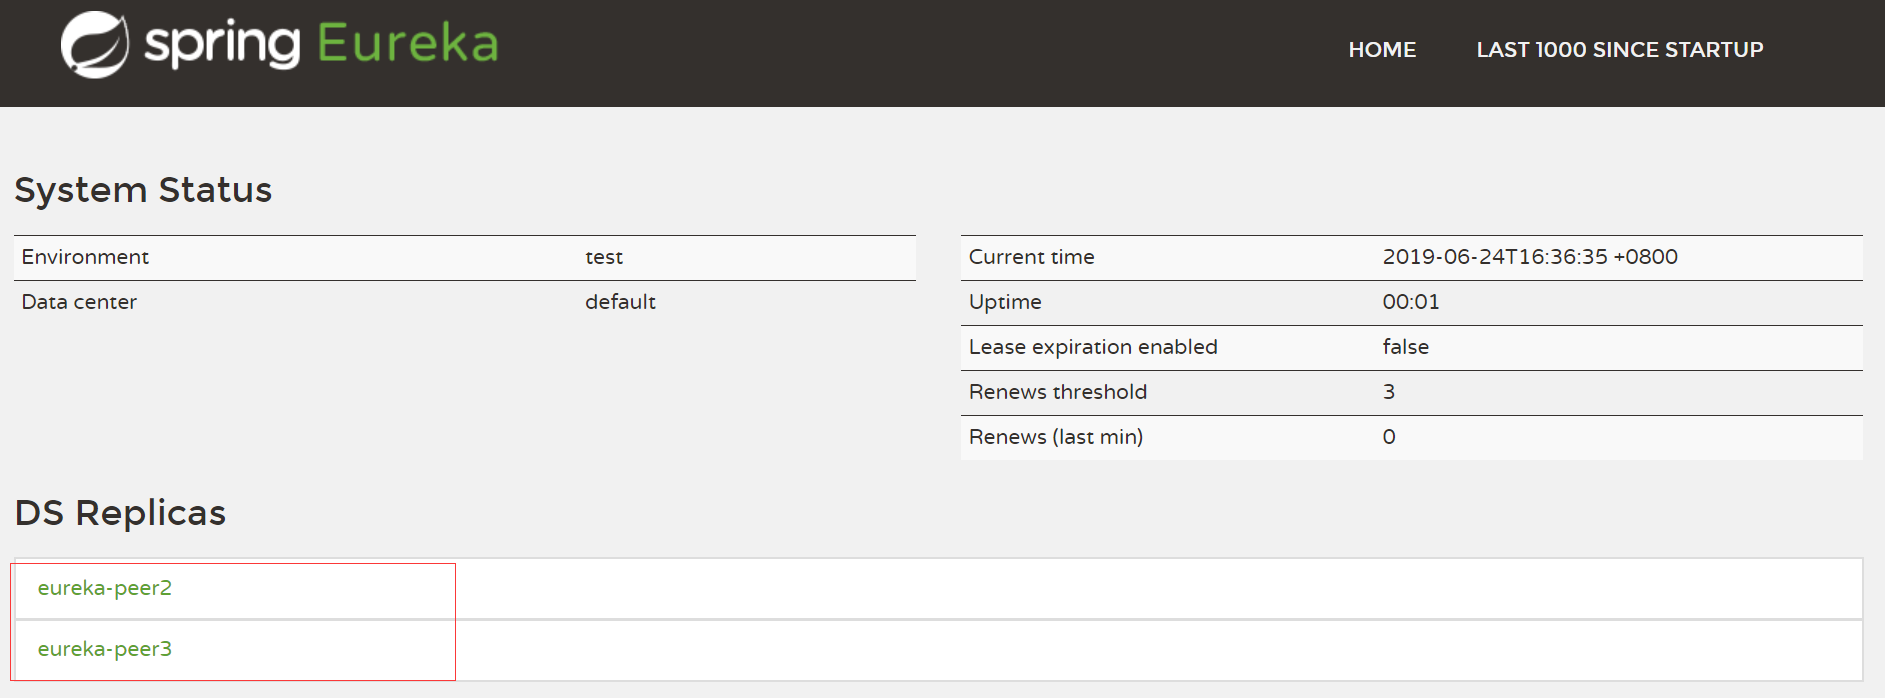 spring Eureka
HOME LAST 1000 SINCE STARTUP
System Status
Environment test
Data center default
Current time 2019-06-24T16:36:35 +0800
Uptime 00:01
Lease expiration enabled false
Renews threshold 3
Renews (last min) 0
DS Replicas
eureka-peer2
eureka-peer3